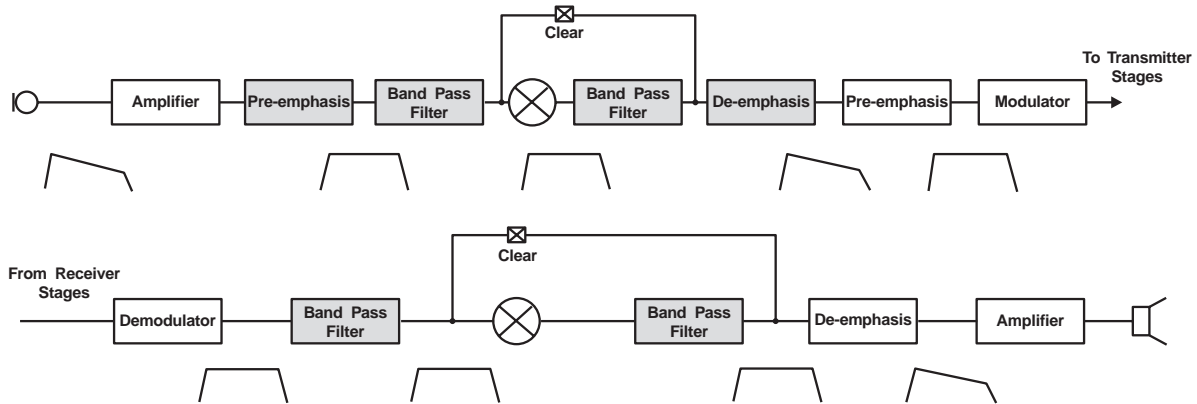 Clear
To Transmitter
Stages
Amplifier
Pre-emphasis
Band Pass
Filter
Band Pass
Filter
De-emphasis
Pre-emphasis
Modulator
Clear
From Receiver
Stages
Demodulator
Band Pass
Filter
Band Pass
Filter
De-emphasis
Amplifier